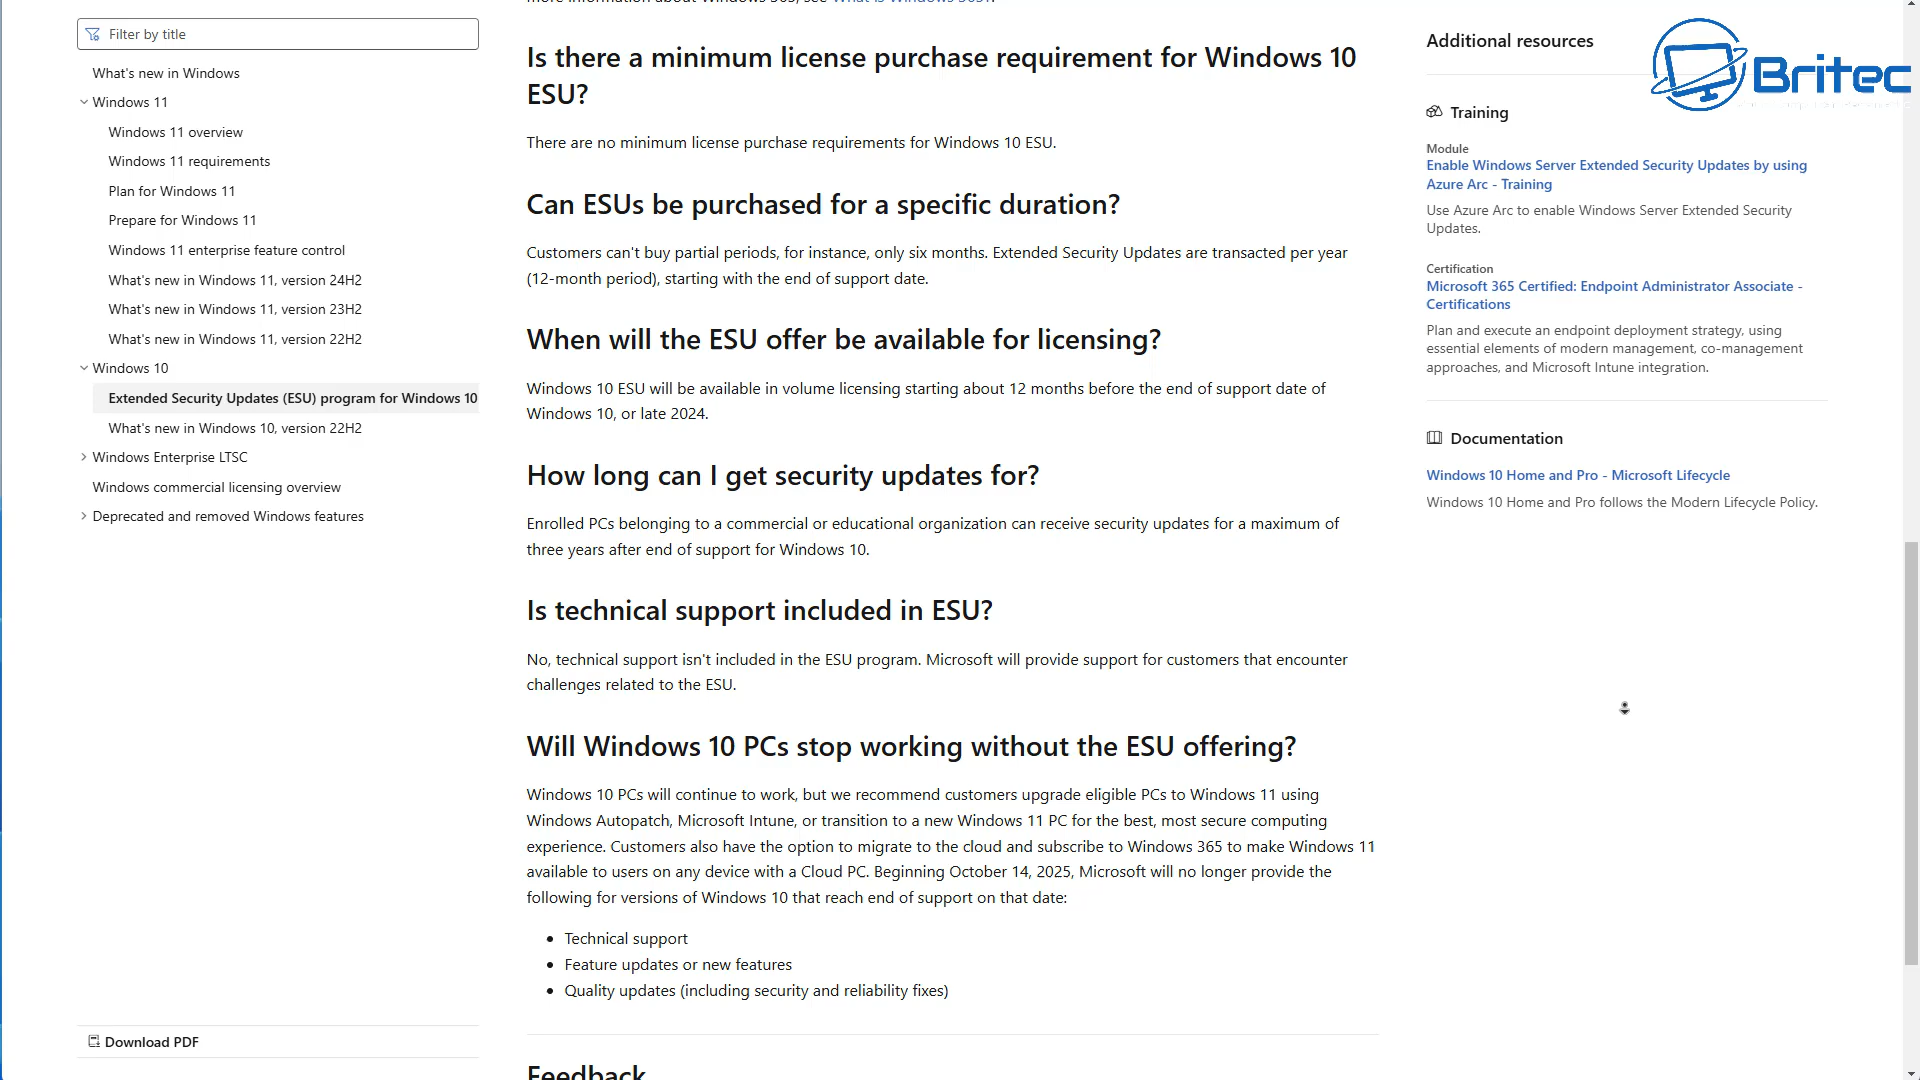 Filter by title
What's new in Windows
Windows 11
Windows 11 overview
Windows 11 requirements
Plan for Windows 11
Prepare for Windows 11
Windows 11 enterprise feature control
What's new in Windows 11, version 24H2
What's new in Windows 11, version 23H2
What's new in Windows 11, version 22H2
Windows 10
Extended Security Updates (ESU) program for Windows 10
What's new in Windows 10, version 22H2
Windows Enterprise LTSC
Windows commercial licensing overview
Deprecated and removed Windows features
Download PDF
more information about Windows 365, see What is Windows 365?.
Is there a minimum license purchase requirement for Windows 10
ESU?
There are no minimum license purchase requirements for Windows 10 ESU.
Can ESUs be purchased for a specific duration?
Customers can't buy partial periods, for instance, only six months. Extended Security Updates are transacted per year
(12-month period), starting with the end of support date.
When will the ESU offer be available for licensing?
Windows 10 ESU will be available in volume licensing starting about 12 months before the end of support date of
Windows 10, or late 2024.
How long can I get security updates for?
Enrolled PCs belonging to a commercial or educational organization can receive security updates for a maximum of
three years after end of support for Windows 10.
Is technical support included in ESU?
No, technical support isn't included in the ESU program. Microsoft will provide support for customers that encounter
challenges related to the ESU.
Will Windows 10 PCs stop working without the ESU offering?
Windows 10 PCs will continue to work, but we recommend customers upgrade eligible PCs to Windows 11 using
Windows Autopatch, Microsoft Intune, or transition to a new Windows 11 PC for the best, most secure computing
experience. Customers also have the option to migrate to the cloud and subscribe to Windows 365 to make Windows 11
available to users on any device with a Cloud PC. Beginning October 14, 2025, Microsoft will no longer provide the
following for versions of Windows 10 that reach end of support on that date:
• Technical support
• Feature updates or new features
• Quality updates (including security and reliability fixes)
Feedback
Additional resources
Britec
Training
Module
Enable Windows Server Extended Security Updates by using
Azure Arc - Training
Use Azure Arc to enable Windows Server Extended Security
Updates.
Certification
Microsoft 365 Certified: Endpoint Administrator Associate -
Certifications
Plan and execute an endpoint deployment strategy, using
essential elements of modern management, co-management
approaches, and Microsoft Intune integration.
Documentation
Windows 10 Home and Pro - Microsoft Lifecycle
Windows 10 Home and Pro follows the Modern Lifecycle Policy.